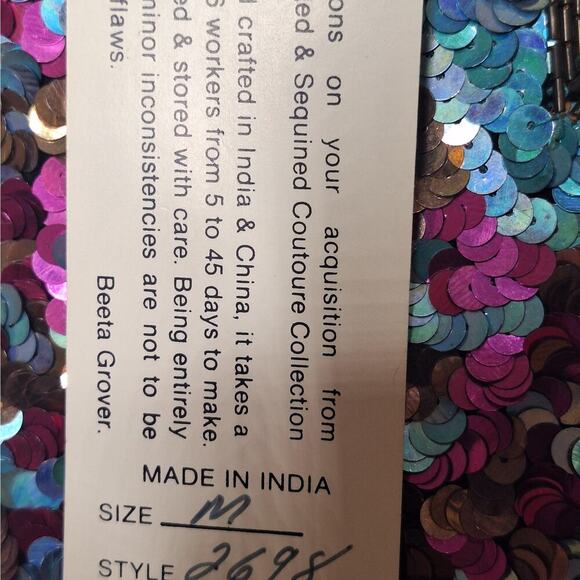 ons on your acquisition from
ed & Sequined Coutoure Collection
crafted in India & China, it takes a
workers from 5 to 45 days to make.
ed & stored with care. Being entirely
minor inconsistencies are not to be
flaws.
Beeta Grover.
MADE IN INDIA
SIZE M
STYLE 2698